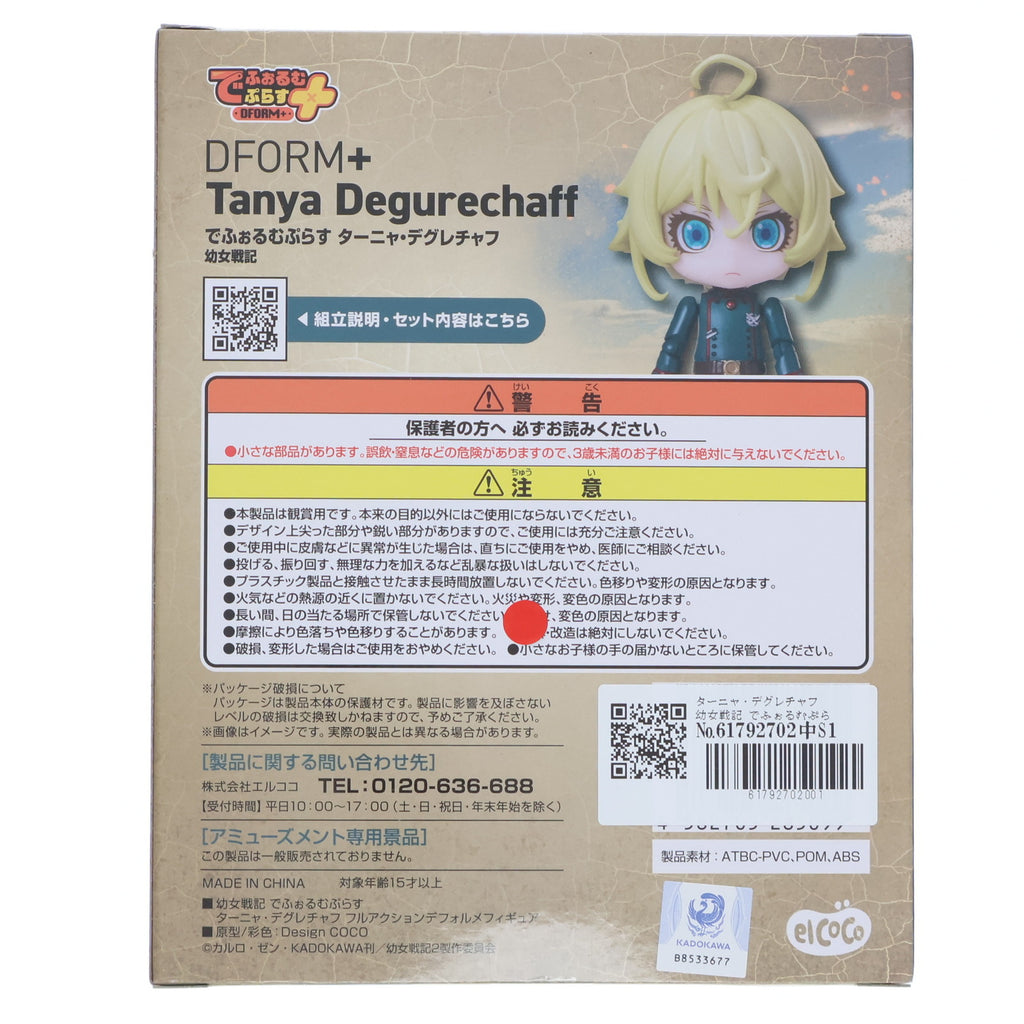 でふぉるむ
ぷらす
・DFORM+・
DFORM+
Tanya Degurechaff
でふぉるむぷらす ターニャ・デグレチャフ
幼女戦記
◀組立説明・セット内容はこちら
けい こく
⚠警 告
保護者の方へ 必ずお読みください。
●小さな部品があります。誤飲・窒息などの危険がありますので、3歳未満のお子様には絶対に与えないでください。
ちゅう い
⚠注 意
●本製品は観賞用です。本来の目的以外にはご使用にならないでください。
●デザイン上尖った部分や鋭い部分がありますので、ご使用には充分ご注意ください。
●ご使用中に皮膚などに異常が生じた場合は、直ちにご使用をやめ、医師にご相談ください。
●投げる、振り回す、無理な力を加えるなど乱暴な扱いはしないでください。
●プラスチック製品と接触させたまま長時間放置しないでください。色移りや変形の原因となります。
●火気などの熱源の近くに置かないでください。火災や変形、変色の原因となります。
●長い間、日の当たる場所で保管しないでください 、変色の原因となります。
●摩擦により色落ちや色移りすることがあります。 ・改造は絶対にしないでください。
●破損、変形した場合はご使用をおやめください。 ●小さなお子様の手の届かないところに保管してください。
※パッケージ破損について
パッケージは製品本体の保護材です。製品に影響を及ぼさない
レベルの破損は交換致しかねますので、予めご了承ください。
※画像はイメージです。実際の製品とは異なる場合があります。
[製品に関する問い合わせ先]
株式会社エルココ TEL:0120-636-688
【受付時間】平日10:00～17:00(土・日・祝日・年末年始を除く)
[アミューズメント専用景品]
この製品は一般販売されておりません。
MADE IN CHINA 対象年齢15才以上
■幼女戦記 でふぉるむぷらす
ターニャ・デグレチャフ フルアクションデフォルメフィギュア
■原型/彩色:Design COCO
©カルロ・ゼン・KADOKAWA刊／幼女戦記2製作委員会
ターニャ・デグレチャフ
幼女戦記 でふぉるむぷら
No.61792702中S1
61792702001
製品素材:ATBC-PVC、POM、ABS
KADOKAWA
B8533677
elCOCO